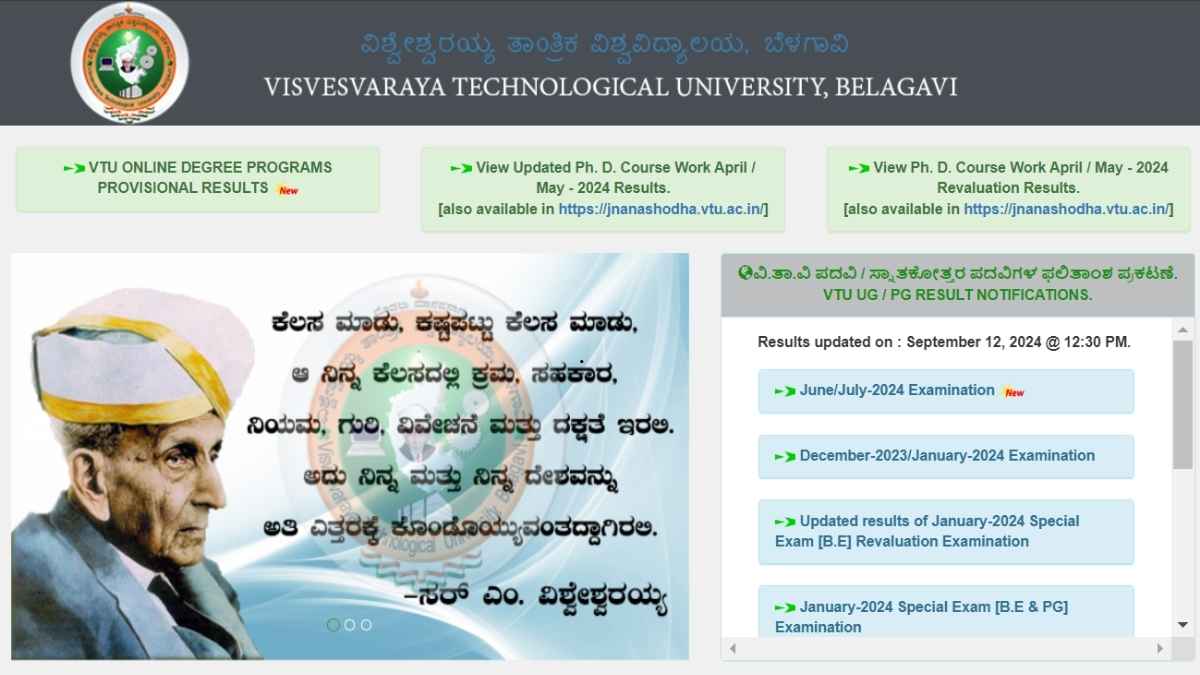 ವಿಶ್ವೇಶ್ವರಯ್ಯ ತಾಂತ್ರಿಕ ವಿಶ್ವವಿದ್ಯಾಲಯ, ಬೆಳಗಾವಿ
VISVESVARAYA TECHNOLOGICAL UNIVERSITY, BELAGAVI
VTU ONLINE DEGREE PROGRAMS
PROVISIONAL RESULTS New
View Updated Ph. D. Course Work April /
May - 2024 Results.
[also available in https://jnanashodha.vtu.ac.in/]
View Ph. D. Course Work April / May - 2024
Revaluation Results.
[also available in https://jnanashodha.vtu.ac.in/]
ಕೆಲಸ ಮಾಡು, ಕಷ್ಟಪಟ್ಟು ಕೆಲಸ ಮಾಡು,
ಆ ನಿನ್ನ ಕೆಲಸದಲ್ಲಿ ಕ್ರಮ, ಸಹಕಾರ,
ನಿಯಮ, ಗುರಿ, ವಿವೇಚನೆ ಮತ್ತು ದಕ್ಷತೆ ಇರಲಿ.
ಅದು ನಿನ್ನ ಮತ್ತು ನಿನ್ನ ದೇಶವನ್ನು
ಅತಿ ಎತ್ತರಕ್ಕೆ ಕೊಂಡೊಯ್ಯುವಂತದ್ದಾಗಿರಲಿ.
–ಸರ್ ಎಂ. ವಿಶ್ವೇಶ್ವರಯ್ಯ
ವಿ.ತಾ.ವಿ ಪದವಿ / ಸ್ನಾತಕೋತ್ತರ ಪದವಿಗಳ ಫಲಿತಾಂಶ ಪ್ರಕಟಣೆ.
VTU UG / PG RESULT NOTIFICATIONS.
Results updated on : September 12, 2024 @ 12:30 PM.
June/July-2024 Examination New
December-2023/January-2024 Examination
Updated results of January-2024 Special
Exam [B.E] Revaluation Examination
January-2024 Special Exam [B.E & PG]
Examination